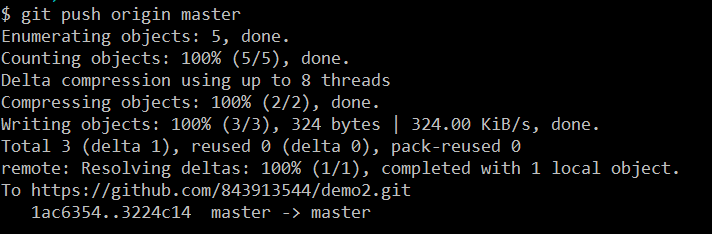 $ git push origin master
Enumerating objects: 5, done.
Counting objects: 100% (5/5), done.
Delta compression using up to 8 threads
Compressing objects: 100% (2/2), done.
Writing objects: 100% (3/3), 324 bytes | 324.00 KiB/s, done.
Total 3 (delta 1), reused 0 (delta 0), pack-reused 0
remote: Resolving deltas: 100% (1/1), completed with 1 local object.
To https://github.com/843913544/demo2.git
   1ac6354..3224c14  master -> master